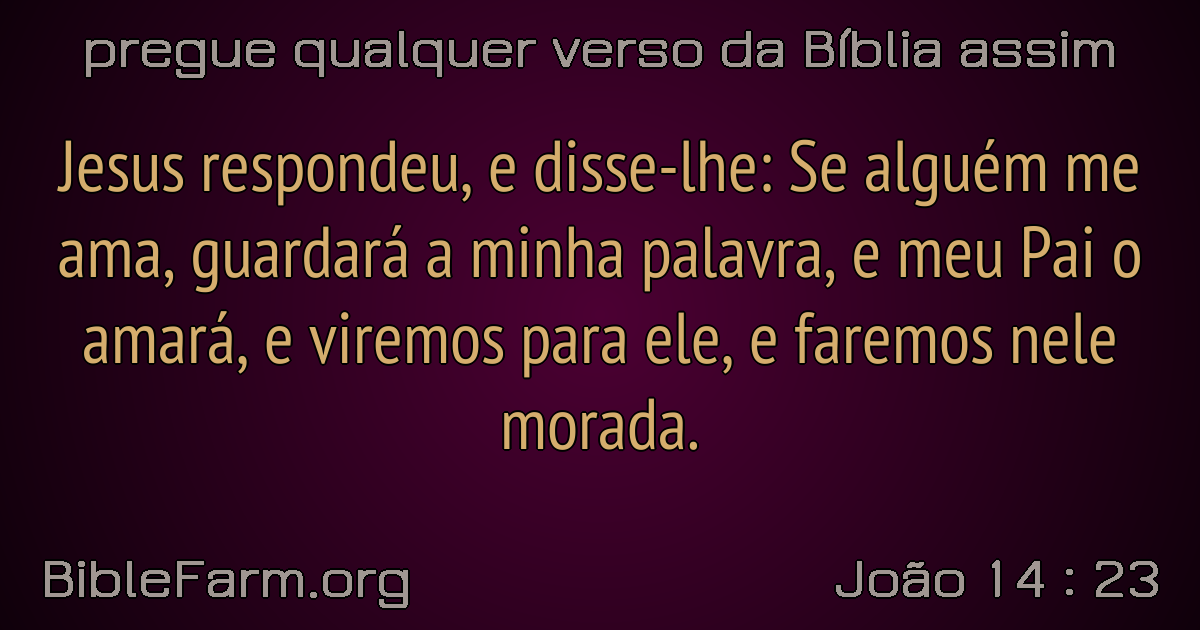 pregue qualquer verso da Bíblia assim
Jesus respondeu, e disse-lhe: Se alguém me
ama, guardará a minha palavra, e meu Pai o
amará, e viremos para ele, e faremos nele
morada.
BibleFarm.org
João 14 : 23